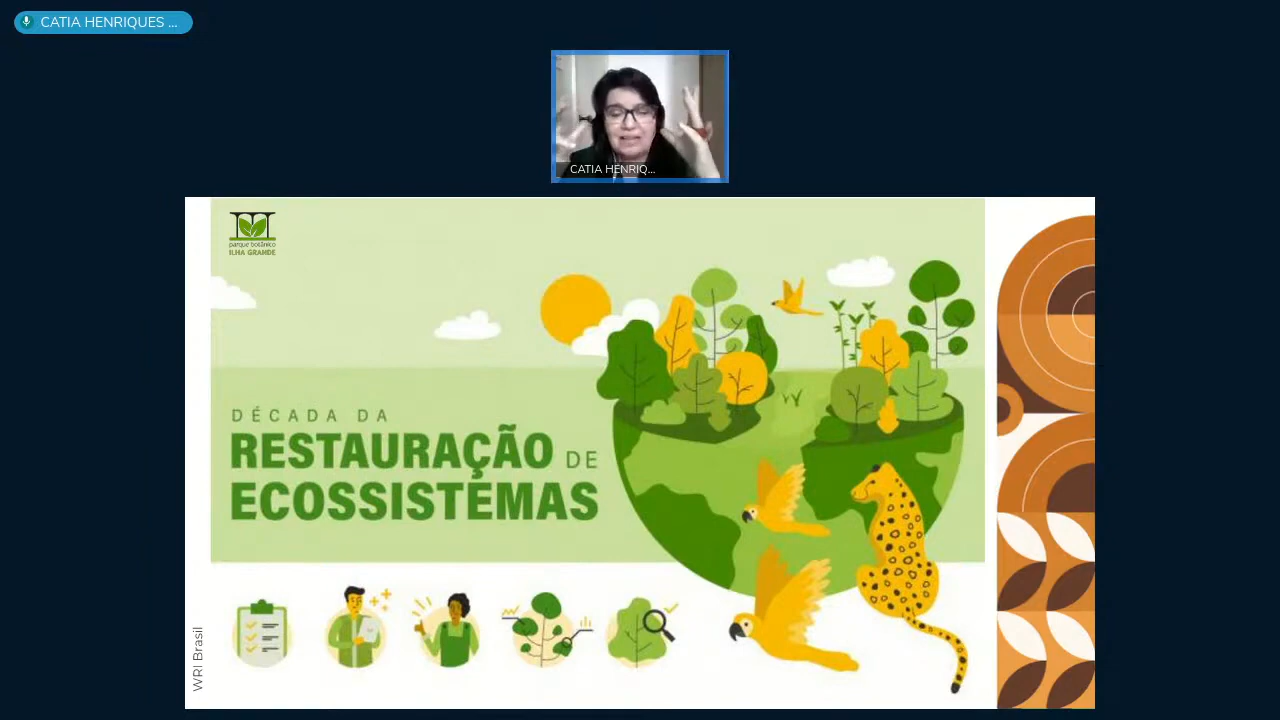 CATIA HENRIQUES ...
CATIA HENRIQ...
parque botânico
ILHA GRANDE
DÉCADA DA
RESTAURAÇÃO DE
ECOSSISTEMAS
WRI Brasil